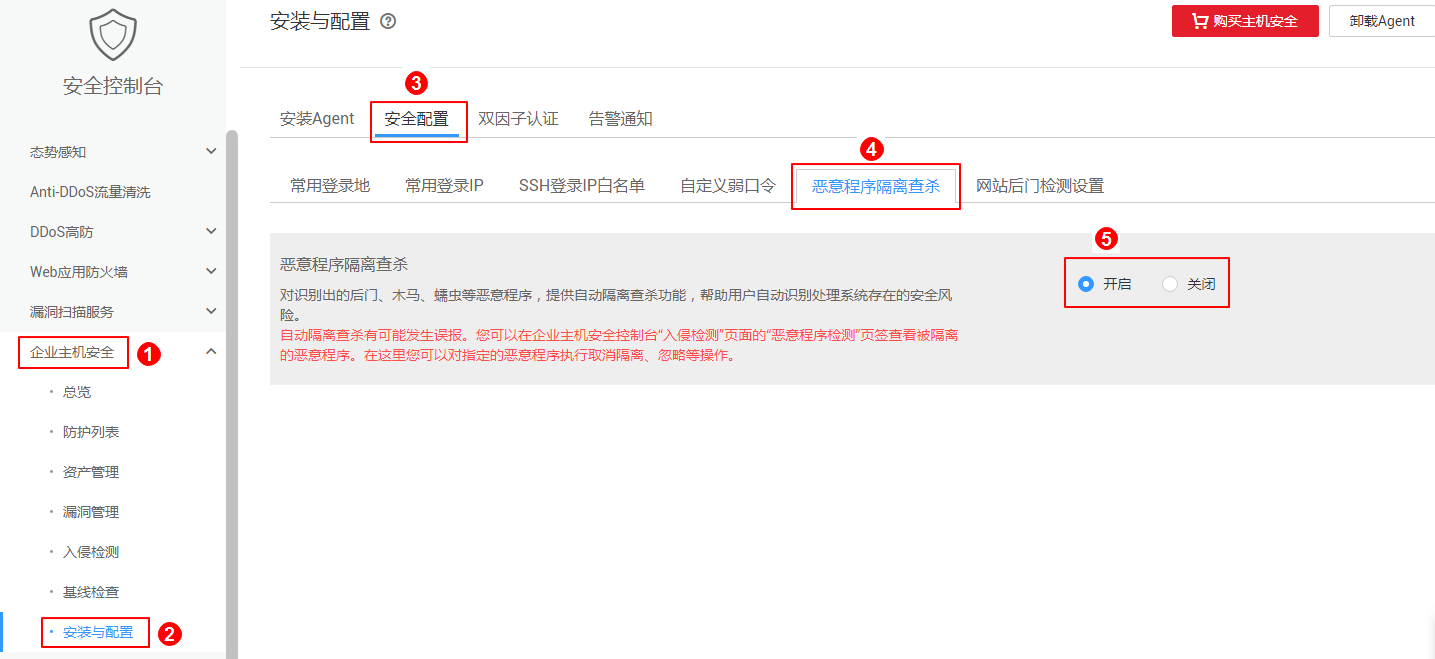 安全控制台
态势感知
Anti-DDoS流量清洗
DDoS高防
Web应用防火墙
漏洞扫描服务
企业主机安全
1
总览
防护列表
资产管理
漏洞管理
入侵检测
基线检查
安装与配置
2
安装与配置 ?
购买主机安全
卸载Agent
3
安装Agent 安全配置 双因子认证 告警通知
4
常用登录地 常用登录IP SSH登录IP白名单 自定义弱口令 恶意程序隔离查杀 网站后门检测设置
5
恶意程序隔离查杀
对识别出的后门、木马、蠕虫等恶意程序，提供自动隔离查杀功能，帮助用户自动识别处理系统存在的安全风
险。
自动隔离查杀有可能发生误报。您可以在企业主机安全控制台“入侵检测”页面的“恶意程序检测”页签查看被隔离
的恶意程序。在这里您可以对指定的恶意程序执行取消隔离、忽略等操作。
开启 关闭